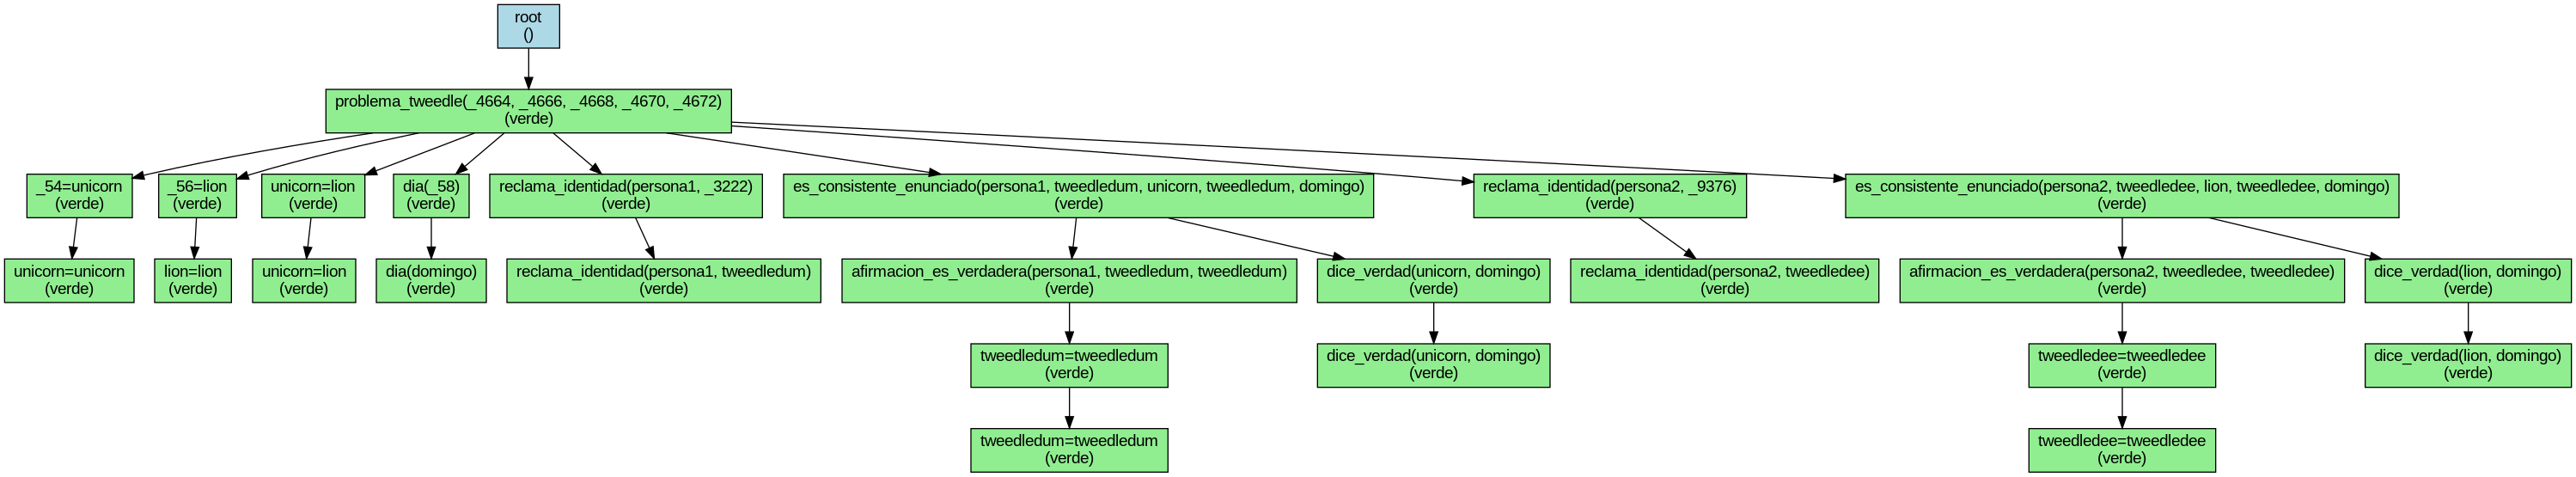 root
()
problema_tweedle(_4664, _4666, _4668, _4670, _4672)
(verde)
_54=unicorn
(verde)
_56=lion
(verde)
unicorn=lion
(verde)
dia(_58)
(verde)
reclama_identidad(persona1, _3222)
(verde)
es_consistente_enunciado(persona1, tweedledum, unicorn, tweedledum, domingo)
(verde)
reclama_identidad(persona2, _9376)
(verde)
es_consistente_enunciado(persona2, tweedledee, lion, tweedledee, domingo)
(verde)
unicorn=unicorn
(verde)
lion=lion
(verde)
unicorn=lion
(verde)
dia(domingo)
(verde)
reclama_identidad(persona1, tweedledum)
(verde)
afirmacion_es_verdadera(persona1, tweedledum, tweedledum)
(verde)
dice_verdad(unicorn, domingo)
(verde)
reclama_identidad(persona2, tweedledee)
(verde)
afirmacion_es_verdadera(persona2, tweedledee, tweedledee)
(verde)
dice_verdad(lion, domingo)
(verde)
tweedledum=tweedledum
(verde)
dice_verdad(unicorn, domingo)
(verde)
tweedledee=tweedledee
(verde)
dice_verdad(lion, domingo)
(verde)
tweedledum=tweedledum
(verde)
tweedledee=tweedledee
(verde)